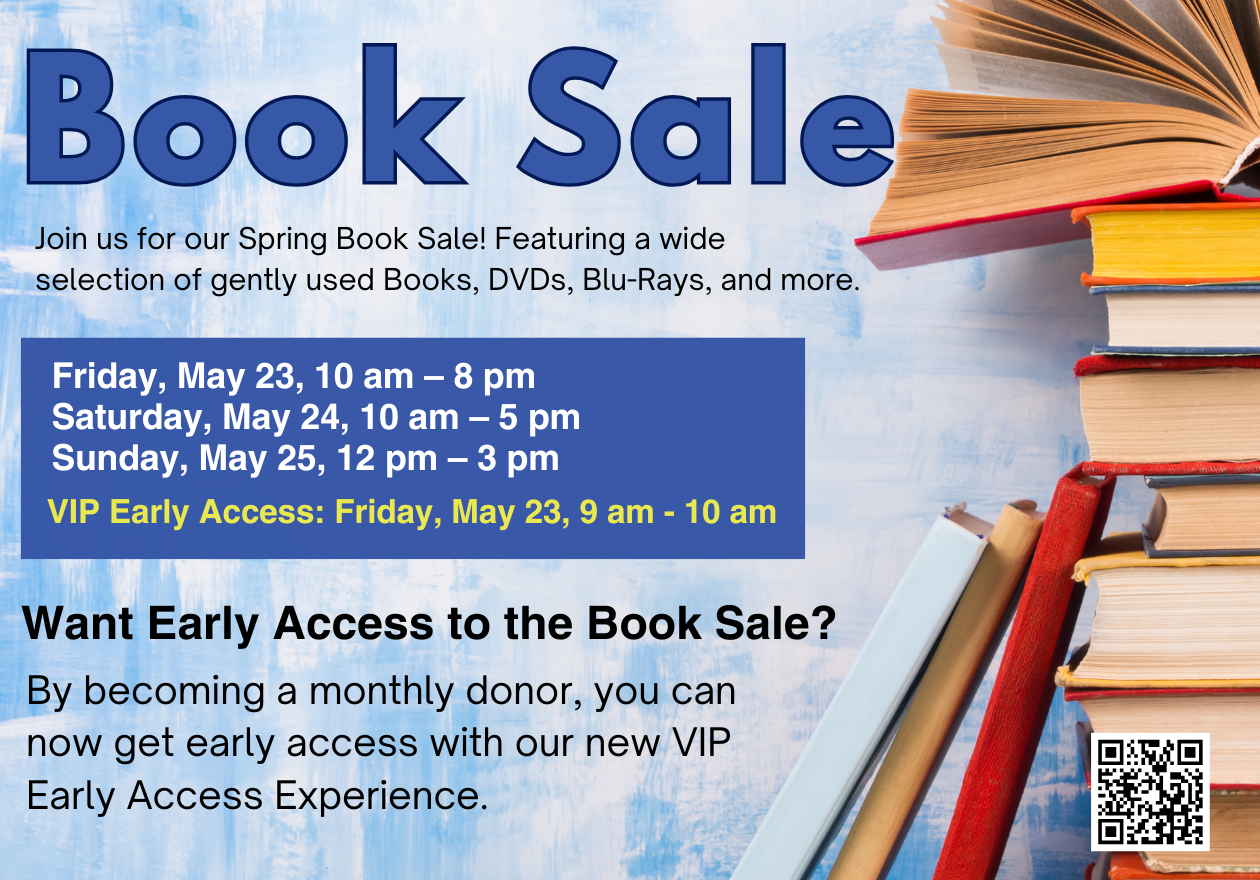 Book Sale
Join us for our Spring Book Sale! Featuring a wide
selection of gently used Books, DVDs, Blu-Rays, and more.
Friday, May 23, 10 am – 8 pm
Saturday, May 24, 10 am – 5 pm
Sunday, May 25, 12 pm – 3 pm
VIP Early Access: Friday, May 23, 9 am - 10 am
Want Early Access to the Book Sale?
By becoming a monthly donor, you can
now get early access with our new VIP
Early Access Experience.